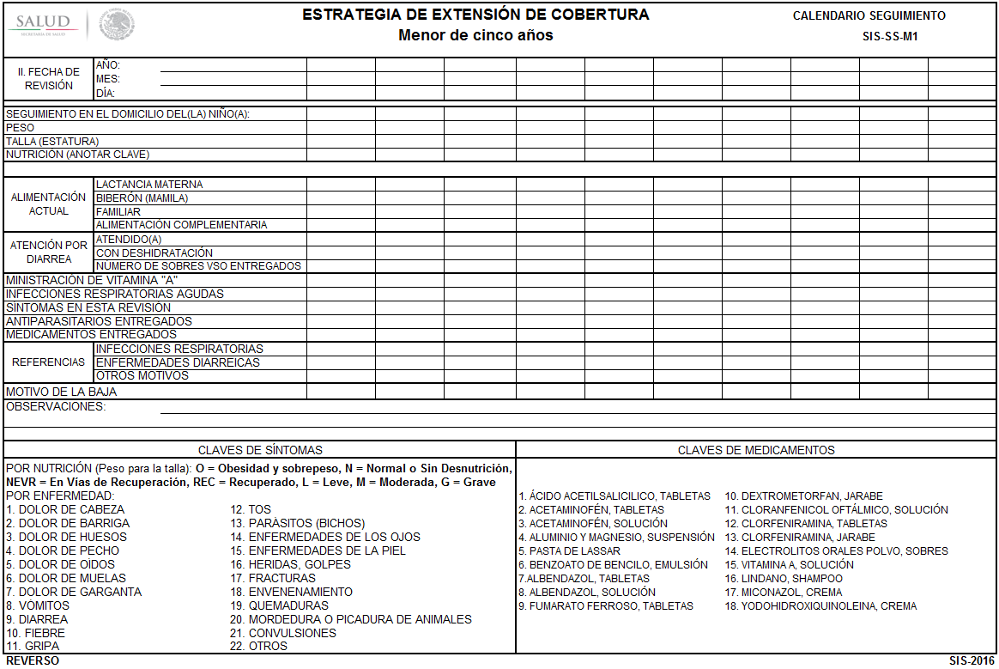 SALUD
SECRETARÍA DE SALUD
ESTRATEGIA DE EXTENSIÓN DE COBERTURA
Menor de cinco años
CALENDARIO SEGUIMIENTO
SIS-SS-M1
II. FECHA DE REVISIÓN
AÑO:
MES:
DÍA:
SEGUIMIENTO EN EL DOMICILIO DEL(LA) NIÑO(A):
PESO
TALLA (ESTATURA)
NUTRICIÓN (ANOTAR CLAVE)
ALIMENTACIÓN ACTUAL
LACTANCIA MATERNA
BIBERÓN (MAMILA)
FAMILIAR
ALIMENTACIÓN COMPLEMENTARIA
ATENCIÓN POR DIARREA
ATENDIDO(A)
CON DESHIDRATACIÓN
NÚMERO DE SOBRES VSO ENTREGADOS
MINISTRACIÓN DE VITAMINA "A"
INFECCIONES RESPIRATORIAS AGUDAS
SÍNTOMAS EN ESTA REVISIÓN
ANTIPARASITARIOS ENTREGADOS
MEDICAMENTOS ENTREGADOS
REFERENCIAS
INFECCIONES RESPIRATORIAS
ENFERMEDADES DIARREICAS
OTROS MOTIVOS
MOTIVO DE LA BAJA
OBSERVACIONES:
CLAVES DE SÍNTOMAS
POR NUTRICIÓN (Peso para la talla): O = Obesidad y sobrepeso, N = Normal o Sin Desnutrición,
NEVR = En Vías de Recuperación, REC = Recuperado, L = Leve, M = Moderada, G = Grave
POR ENFERMEDAD:
1. DOLOR DE CABEZA
2. DOLOR DE BARRIGA
3. DOLOR DE HUESOS
4. DOLOR DE PECHO
5. DOLOR DE OÍDOS
6. DOLOR DE MUELAS
7. DOLOR DE GARGANTA
8. VÓMITOS
9. DIARREA
10. FIEBRE
11. GRIPA
12. TOS
13. PARÁSITOS (BICHOS)
14. ENFERMEDADES DE LOS OJOS
15. ENFERMEDADES DE LA PIEL
16. HERIDAS, GOLPES
17. FRACTURAS
18. ENVENENAMIENTO
19. QUEMADURAS
20. MORDEDURA O PICADURA DE ANIMALES
21. CONVULSIONES
22. OTROS
CLAVES DE MEDICAMENTOS
1. ÁCIDO ACETILSALICILICO, TABLETAS
2. ACETAMINOFÉN, TABLETAS
3. ACETAMINOFÉN, SOLUCIÓN
4. ALUMINIO Y MAGNESIO, SUSPENSIÓN
5. PASTA DE LASSAR
6. BENZOATO DE BENCILO, EMULSIÓN
7.ALBENDAZOL, TABLETAS
8. ALBENDAZOL, SOLUCIÓN
9. FUMARATO FERROSO, TABLETAS
10. DEXTROMETORFAN, JARABE
11. CLORANFENICOL OFTÁLMICO, SOLUCIÓN
12. CLORFENIRAMINA, TABLETAS
13. CLORFENIRAMINA, JARABE
14. ELECTROLITOS ORALES POLVO, SOBRES
15. VITAMINA A, SOLUCIÓN
16. LINDANO, SHAMPOO
17. MICONAZOL, CREMA
18. YODOHIDROXIQUINOLEINA, CREMA
REVERSO
SIS-2016